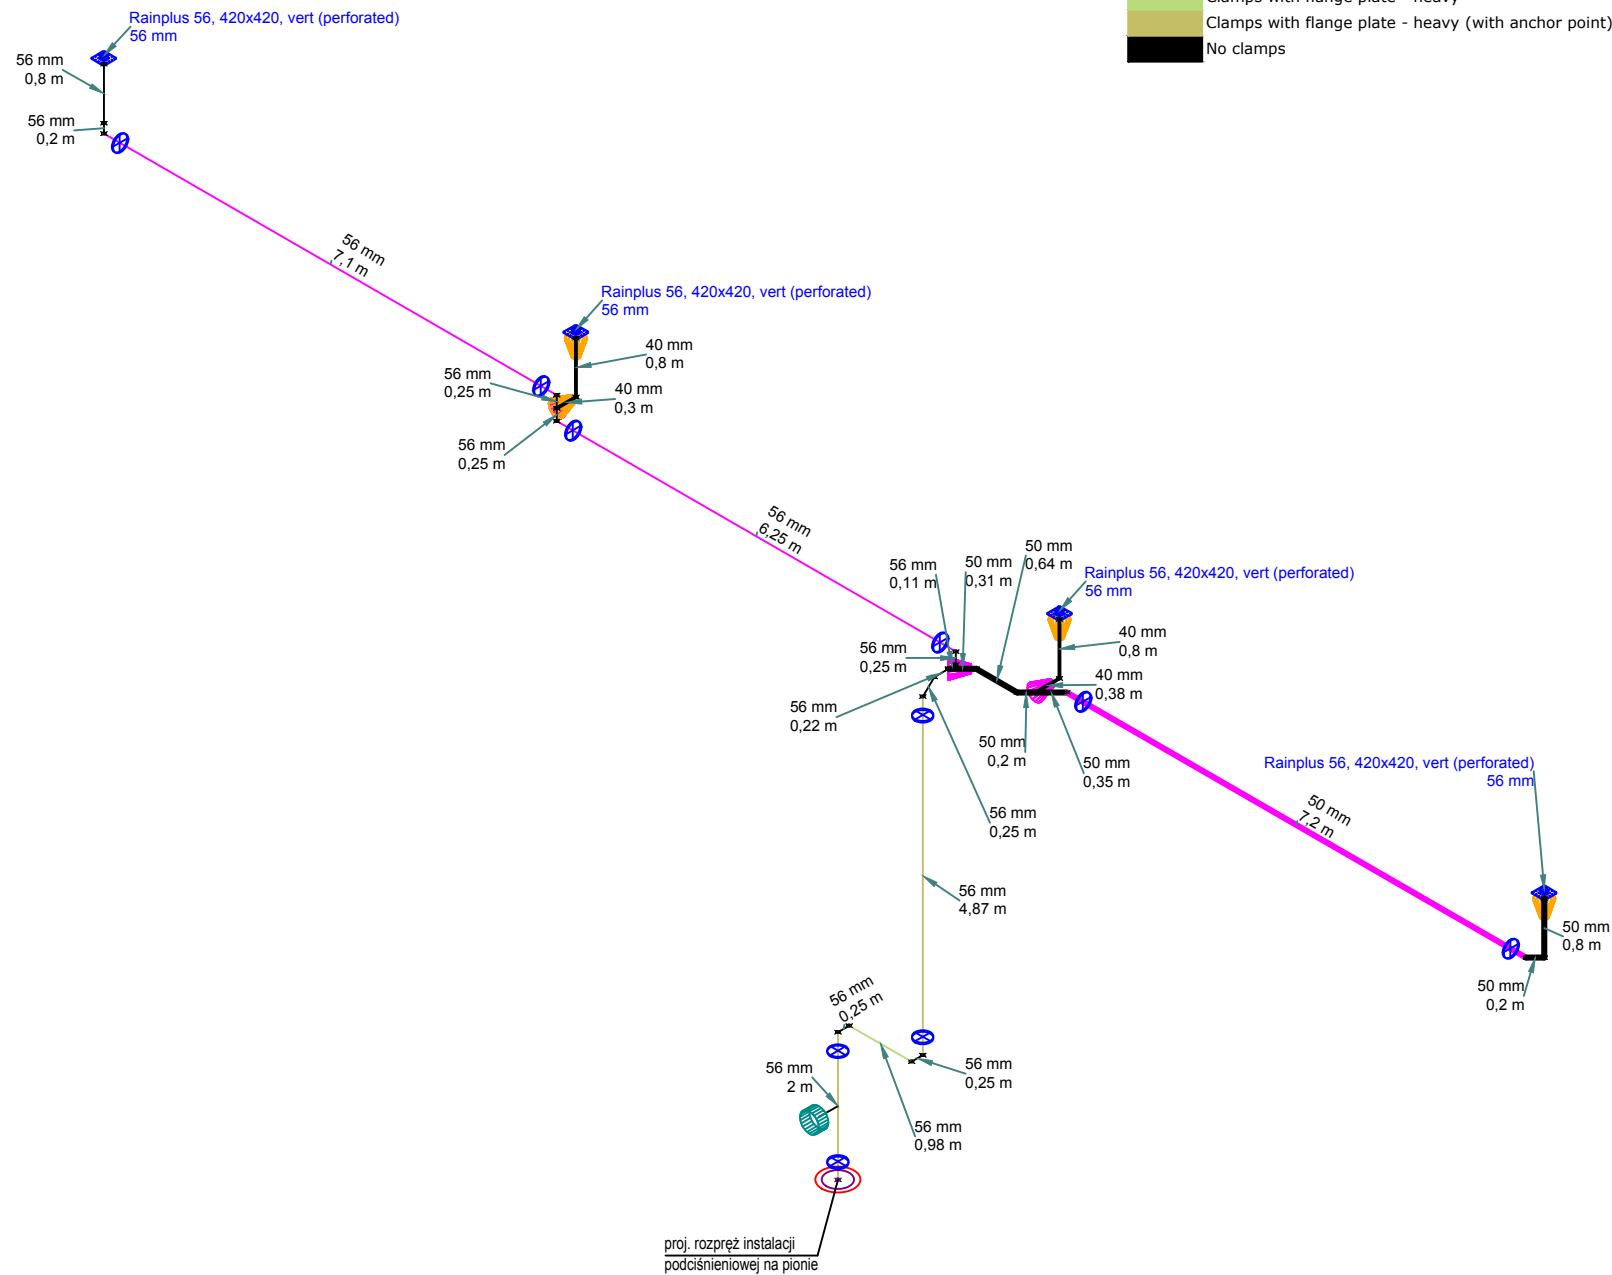 Clamps with flange plate - heavy
Clamps with flange plate - heavy (with anchor point)
No clamps
Rainplus 56, 420x420, vert (perforated)
56 mm
56 mm
0,8 m
56 mm
0,2 m
56 mm
7,1 m
Rainplus 56, 420x420, vert (perforated)
56 mm
40 mm
0,8 m
56 mm
0,25 m
40 mm
0,3 m
56 mm
0,25 m
56 mm
6,25 m
56 mm
0,11 m
50 mm
0,31 m
50 mm
0,64 m
Rainplus 56, 420x420, vert (perforated)
56 mm
40 mm
0,8 m
56 mm
0,25 m
40 mm
0,38 m
56 mm
0,22 m
50 mm
0,2 m
50 mm
0,35 m
Rainplus 56, 420x420, vert (perforated)
56 mm
56 mm
0,25 m
50 mm
7,2 m
56 mm
4,87 m
50 mm
0,8 m
50 mm
0,2 m
56 mm
0,25 m
56 mm
2 m
56 mm
0,25 m
56 mm
0,98 m
proj. rozpręż instalacji
podciśnieniowej na pionie